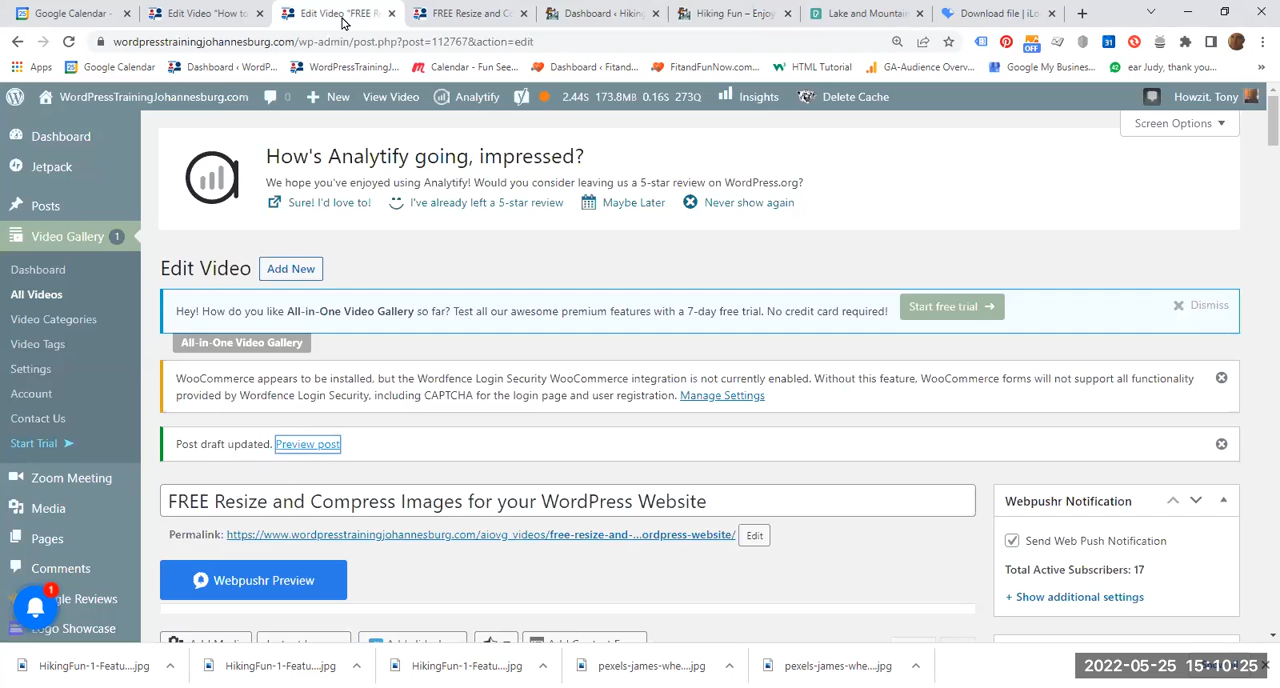 Google Calendar -
Edit Video "How to
Edit Video "FREE R
FREE Resize and C
Dashboard ‹ Hiking
Hiking Fun – Enjoy
Lake and Mountain
Download file | iLo
wordpresstrainingjohannesburg.com/wp-admin/post.php?post=112767&action=edit
OFF
31
Apps
Google Calendar
Dashboard ‹ WordP...
WordPressTrainingJ...
Calendar - Fun See...
Dashboard ‹ Fitand...
FitandFunNow.com...
HTML Tutorial
GA-Audience Overv...
Google My Business...
ear Judy, thank you...
WordPressTrainingJohannesburg.com
0
New
View Video
Analytify
2.44S 173.8MB 0.16S 273Q
Insights
Delete Cache
Howzit, Tony
Screen Options
Dashboard
Jetpack
Posts
Video Gallery 1
Dashboard
All Videos
Video Categories
Video Tags
Settings
Account
Contact Us
Start Trial ➤
Zoom Meeting
Media
Pages
Comments
1
gle Reviews
ogo Showcase
How's Analytify going, impressed?
We hope you've enjoyed using Analytify! Would you consider leaving us a 5-star review on WordPress.org?
Sure! I'd love to!
I've already left a 5-star review
Maybe Later
Never show again
Edit Video
Add New
Hey! How do you like All-in-One Video Gallery so far? Test all our awesome premium features with a 7-day free trial. No credit card required!
Start free trial →
Dismiss
All-in-One Video Gallery
WooCommerce appears to be installed, but the Wordfence Login Security WooCommerce integration is not currently enabled. Without this feature, WooCommerce forms will not support all functionality
provided by Wordfence Login Security, including CAPTCHA for the login page and user registration. Manage Settings
Post draft updated. Preview post
FREE Resize and Compress Images for your WordPress Website
Permalink: https://www.wordpresstrainingjohannesburg.com/aiovg_videos/free-resize-and-...ordpress-website/
Edit
Webpushr Preview
Webpushr Notification
Send Web Push Notification
Total Active Subscribers: 17
+ Show additional settings
HikingFun-1-Featu....jpg
HikingFun-1-Featu....jpg
HikingFun-1-Featu....jpg
pexels-james-whe....jpg
pexels-james-whe....jpg
2022-05-25 15:10:25